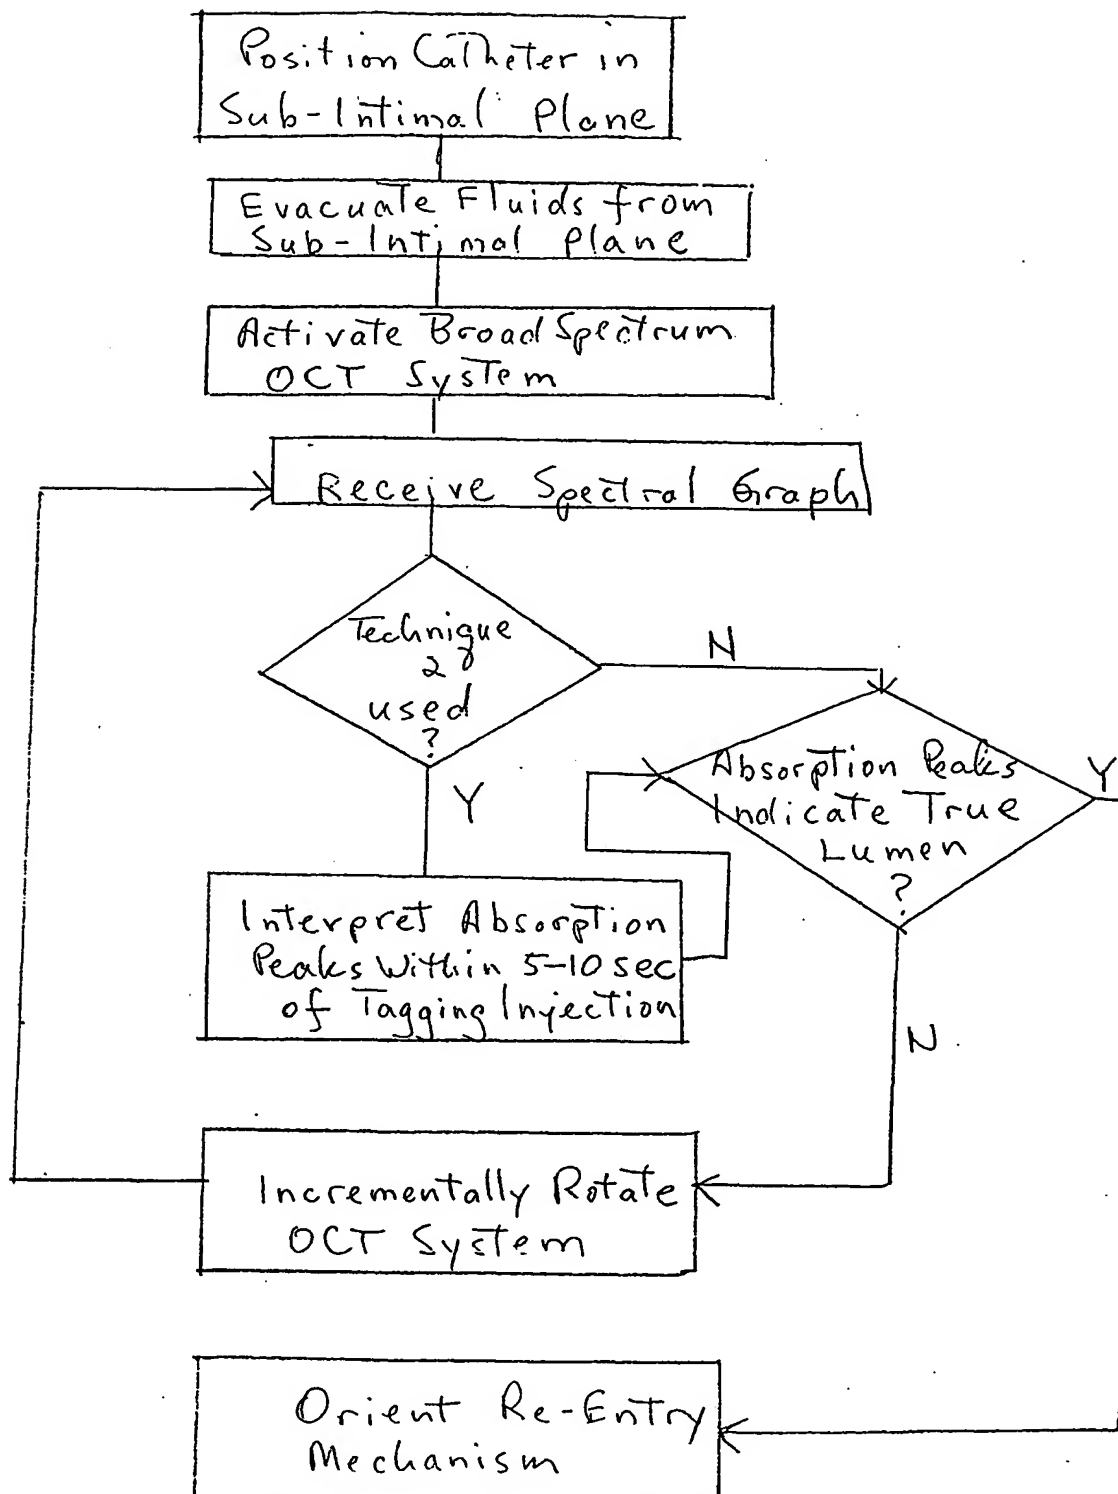 Position Catheter in
Sub-Intimal Plane
Evacuate Fluids from
Sub-Intimal Plane
Activate Broad Spectrum
OCT System
Receive Spectral Graph
Technique
2
used
?
N
Y
Absorption Peaks
Indicate True
Lumen
?
Y
Interpret Absorption
Peaks Within 5-10 sec
of Tagging Injection
N
Incrementally Rotate
OCT System
Orient Re-Entry
Mechanism